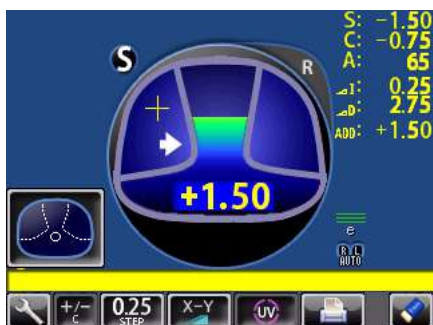 S
R
S: -1.50
C: -0.75
A: 65
⊿I: 0.25
⊿D: 2.75
ADD: +1.50
+1.50
e
R L
AUTO
+/-
C
0.25
STEP
X-Y
UV